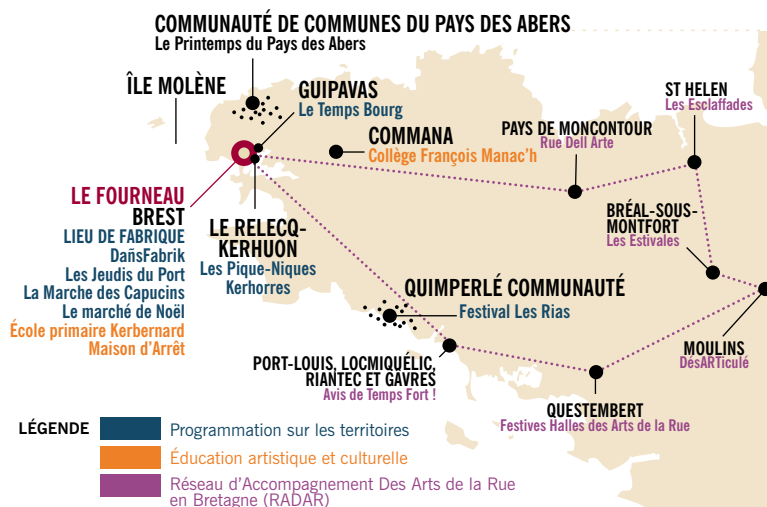 COMMUNAUTÉ DE COMMUNES DU PAYS DES ABERS
Le Printemps du Pays des Abers
ÎLE MOLÈNE
GUIPAVAS
Le Temps Bourg
ST HELEN
Les Esclaffades
COMMANA
Collège François Manac'h
PAYS DE MONCONTOUR
Rue Dell Arte
LE FOURNEAU
BREST
LIEU DE FABRIQUE
DañsFabrik
Les Jeudis du Port
La Marche des Capucins
Le marché de Noël
École primaire Kerbernard
Maison d'Arrêt
LE RELECQ-
KERHUON
Les Pique-Niques
Kerhorres
BRÉAL-SOUS-
MONTFORT
Les Estivales
QUIMPERLÉ COMMUNAUTÉ
Festival Les Rias
MOULINS
DésARTiculé
PORT-LOUIS, LOCMIQUÉLIC,
RIANTEC ET GÂVRES
Avis de Temps Fort !
QUESTEMBERT
Festives Halles des Arts de la Rue
LÉGENDE
Programmation sur les territoires
Éducation artistique et culturelle
Réseau d'Accompagnement Des Arts de la Rue
en Bretagne (RADAR)